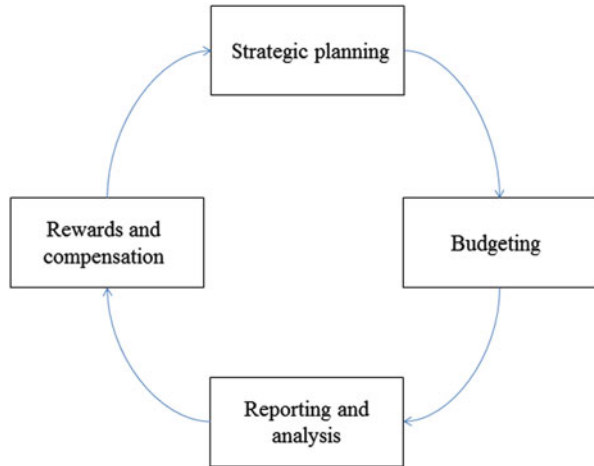 Strategic planning
Budgeting
Reporting and
analysis
Rewards and
compensation